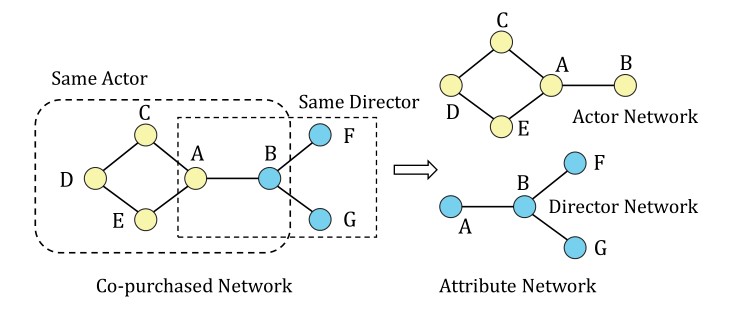 Same Actor
Same Director
C
D
A
E
B
F
G
Co-purchased Network
C
D
A
B
E
Actor Network
F
B
A
Director Network
G
Attribute Network